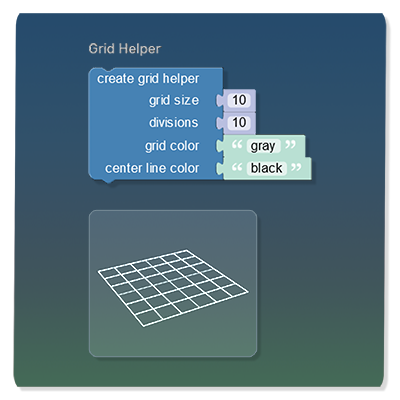 Grid Helper
create grid helper
grid size 10
divisions 10
grid color “ gray ”
center line color “ black ”